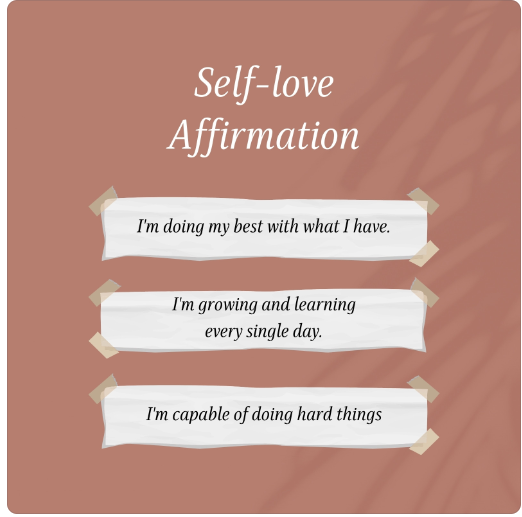 Self-love
Affirmation
I'm doing my best with what I have.
I'm growing and learning
every single day.
I'm capable of doing hard things